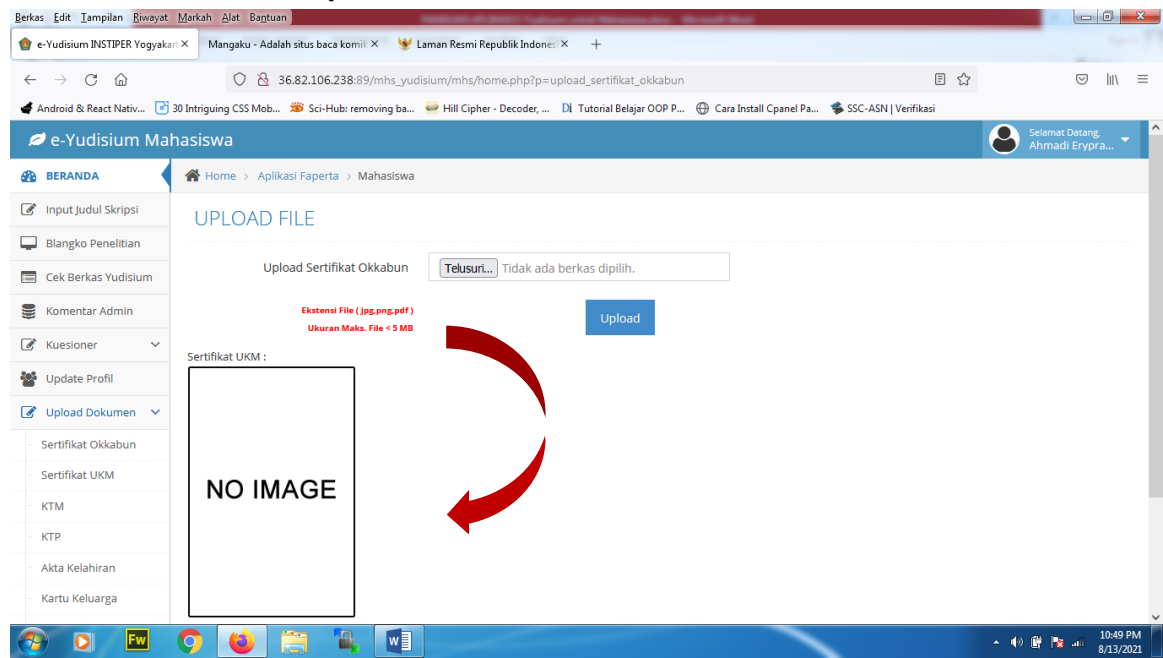 Berkas Edit Tampilan Riwayat Markah Alat Bantuan
e-Yudisium INSTIPER Yogyakart Mangaku - Adalah situs baca komik Laman Resmi Republik Indonesi
36.82.106.238:89/mhs_yudisium/mhs/home.php?p=upload_sertifikat_okkabun
Android & React Nativ... 30 Intriguing CSS Mob... Sci-Hub: removing ba... Hill Cipher - Decoder, ... Tutorial Belajar OOP P... Cara Install Cpanel Pa... SSC-ASN | Verifikasi
e-Yudisium Mahasiswa
Selamat Datang,
Ahmadi Erypra...
BERANDA
Home > Aplikasi Faperta > Mahasiswa
Input Judul Skripsi
UPLOAD FILE
Blangko Penelitian
Cek Berkas Yudisium
Upload Sertifikat Okkabun Telusuri... Tidak ada berkas dipilih.
Komentar Admin
Ekstensi File ( jpg,png,pdf )
Ukuran Maks. File < 5 MB
Upload
Kuesioner
Sertifikat UKM :
Update Profil
Upload Dokumen
Sertifikat Okkabun
Sertifikat UKM
NO IMAGE
KTM
KTP
Akta Kelahiran
Kartu Keluarga
Fw
W
10:49 PM
8/13/2021